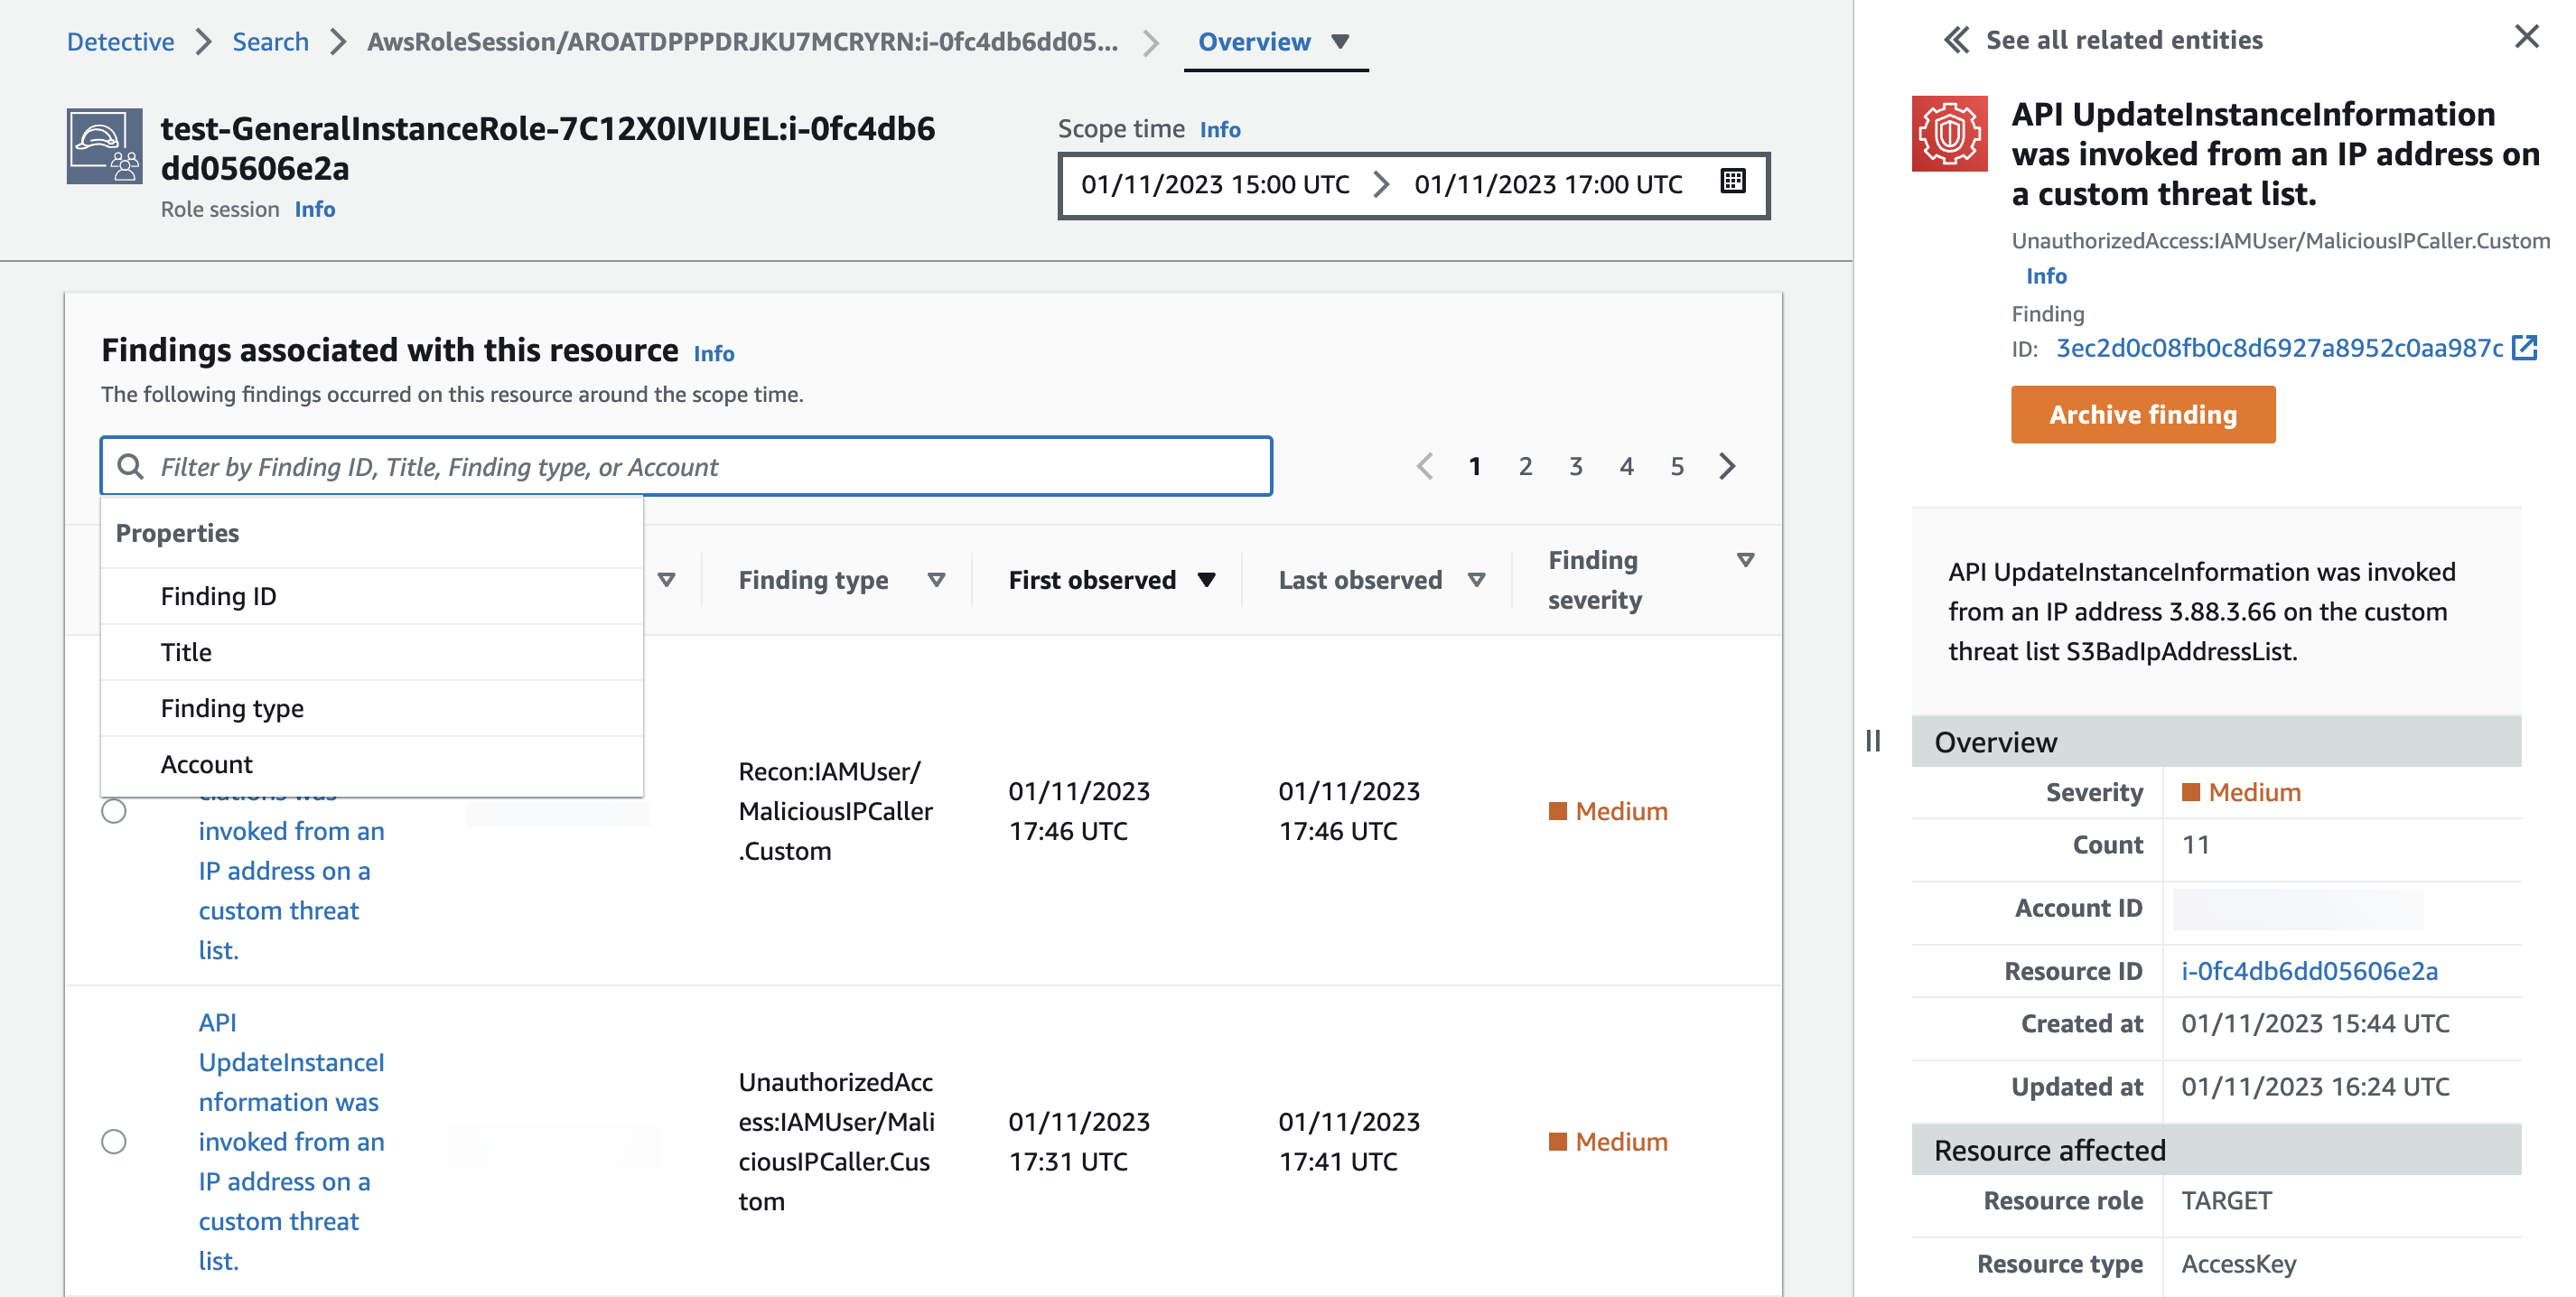 Detective
Search
AwsRoleSession/AROATDPPPDRJKU7MCRYRN:i-0fc4db6dd05...
Overview
test-GeneralInstanceRole-7C12X0IVIUEL:i-0fc4db6
dd05606e2a
Role session Info
Scope time Info
01/11/2023 15:00 UTC 01/11/2023 17:00 UTC
Findings associated with this resource Info
The following findings occurred on this resource around the scope time.
Filter by Finding ID, Title, Finding type, or Account
1 2 3 4 5
Properties
Finding ID
Title
Finding type
Account
Finding type
First observed
Last observed
Finding
severity
invoked from an
IP address on a
custom threat
list.
Recon:IAMUser/
MaliciousIPCaller
.Custom
01/11/2023
17:46 UTC
01/11/2023
17:46 UTC
Medium
API
UpdateInstanceI
nformation was
invoked from an
IP address on a
custom threat
list.
UnauthorizedAcc
ess:IAMUser/Mali
ciousIPCaller.Cus
tom
01/11/2023
17:31 UTC
01/11/2023
17:41 UTC
Medium
See all related entities
API UpdateInstanceInformation
was invoked from an IP address on
a custom threat list.
UnauthorizedAccess:IAMUser/MaliciousIPCaller.Custom
Info
Finding
ID: 3ec2d0c08fb0c8d6927a8952c0aa987c
Archive finding
API UpdateInstanceInformation was invoked
from an IP address 3.88.3.66 on the custom
threat list S3BadIpAddressList.
Overview
Severity Medium
Count 11
Account ID
Resource ID i-0fc4db6dd05606e2a
Created at 01/11/2023 15:44 UTC
Updated at 01/11/2023 16:24 UTC
Resource affected
Resource role TARGET
Resource type AccessKey